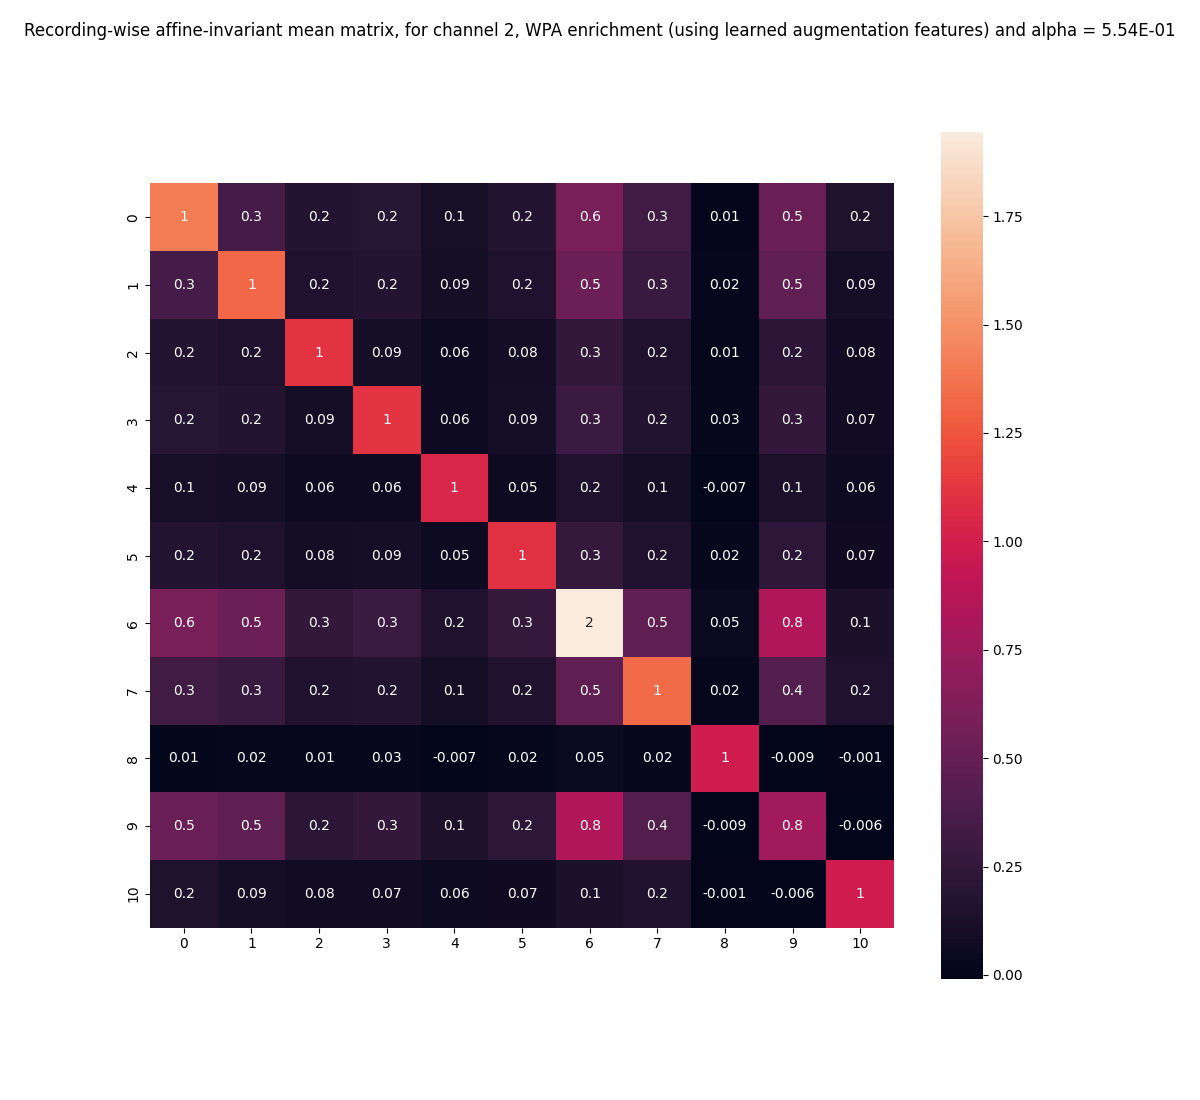 Recording-wise affine-invariant mean matrix, for channel 2, WPA enrichment (using learned augmentation features) and alpha = 5.54E-01
0 1 0.3 0.2 0.2 0.1 0.2 0.6 0.3 0.01 0.5 0.2
1 0.3 1 0.2 0.2 0.09 0.2 0.5 0.3 0.02 0.5 0.09
2 0.2 0.2 1 0.09 0.06 0.08 0.3 0.2 0.01 0.2 0.08
3 0.2 0.2 0.09 1 0.06 0.09 0.3 0.2 0.03 0.3 0.07
4 0.1 0.09 0.06 0.06 1 0.05 0.2 0.1 -0.007 0.1 0.06
5 0.2 0.2 0.08 0.09 0.05 1 0.3 0.2 0.02 0.2 0.07
6 0.6 0.5 0.3 0.3 0.2 0.3 2 0.5 0.05 0.8 0.1
7 0.3 0.3 0.2 0.2 0.1 0.2 0.5 1 0.02 0.4 0.2
8 0.01 0.02 0.01 0.03 -0.007 0.02 0.05 0.02 1 -0.009 -0.001
9 0.5 0.5 0.2 0.3 0.1 0.2 0.8 0.4 -0.009 0.8 -0.006
10 0.2 0.09 0.08 0.07 0.06 0.07 0.1 0.2 -0.001 -0.006 1
0 1 2 3 4 5 6 7 8 9 10
1.75
1.50
1.25
1.00
0.75
0.50
0.25
0.00